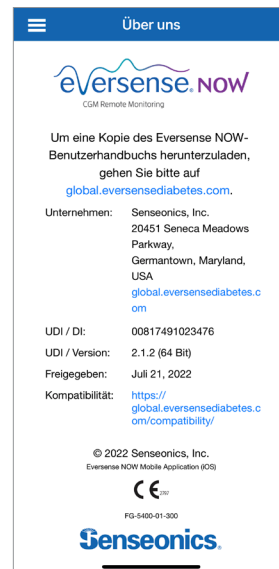 Über uns
eversense® NOW
CGM Remote Monitoring
Um eine Kopie des Eversense NOW-
Benutzerhandbuchs herunterzuladen,
gehen Sie bitte auf
global.eversensediabetes.com.
Unternehmen: Senseonics, Inc.
20451 Seneca Meadows
Parkway,
Germantown, Maryland,
USA
global.eversensediabetes.c
om
UDI / DI: 00817491023476
UDI / Version: 2.1.2 (64 Bit)
Freigegeben: Juli 21, 2022
Kompatibilität: https://
global.eversensediabetes.c
om/compatibility/
© 2022 Senseonics, Inc.
Eversense NOW Mobile Application (iOS)
CE 2797
FG-5400-01-300
Senseonics®